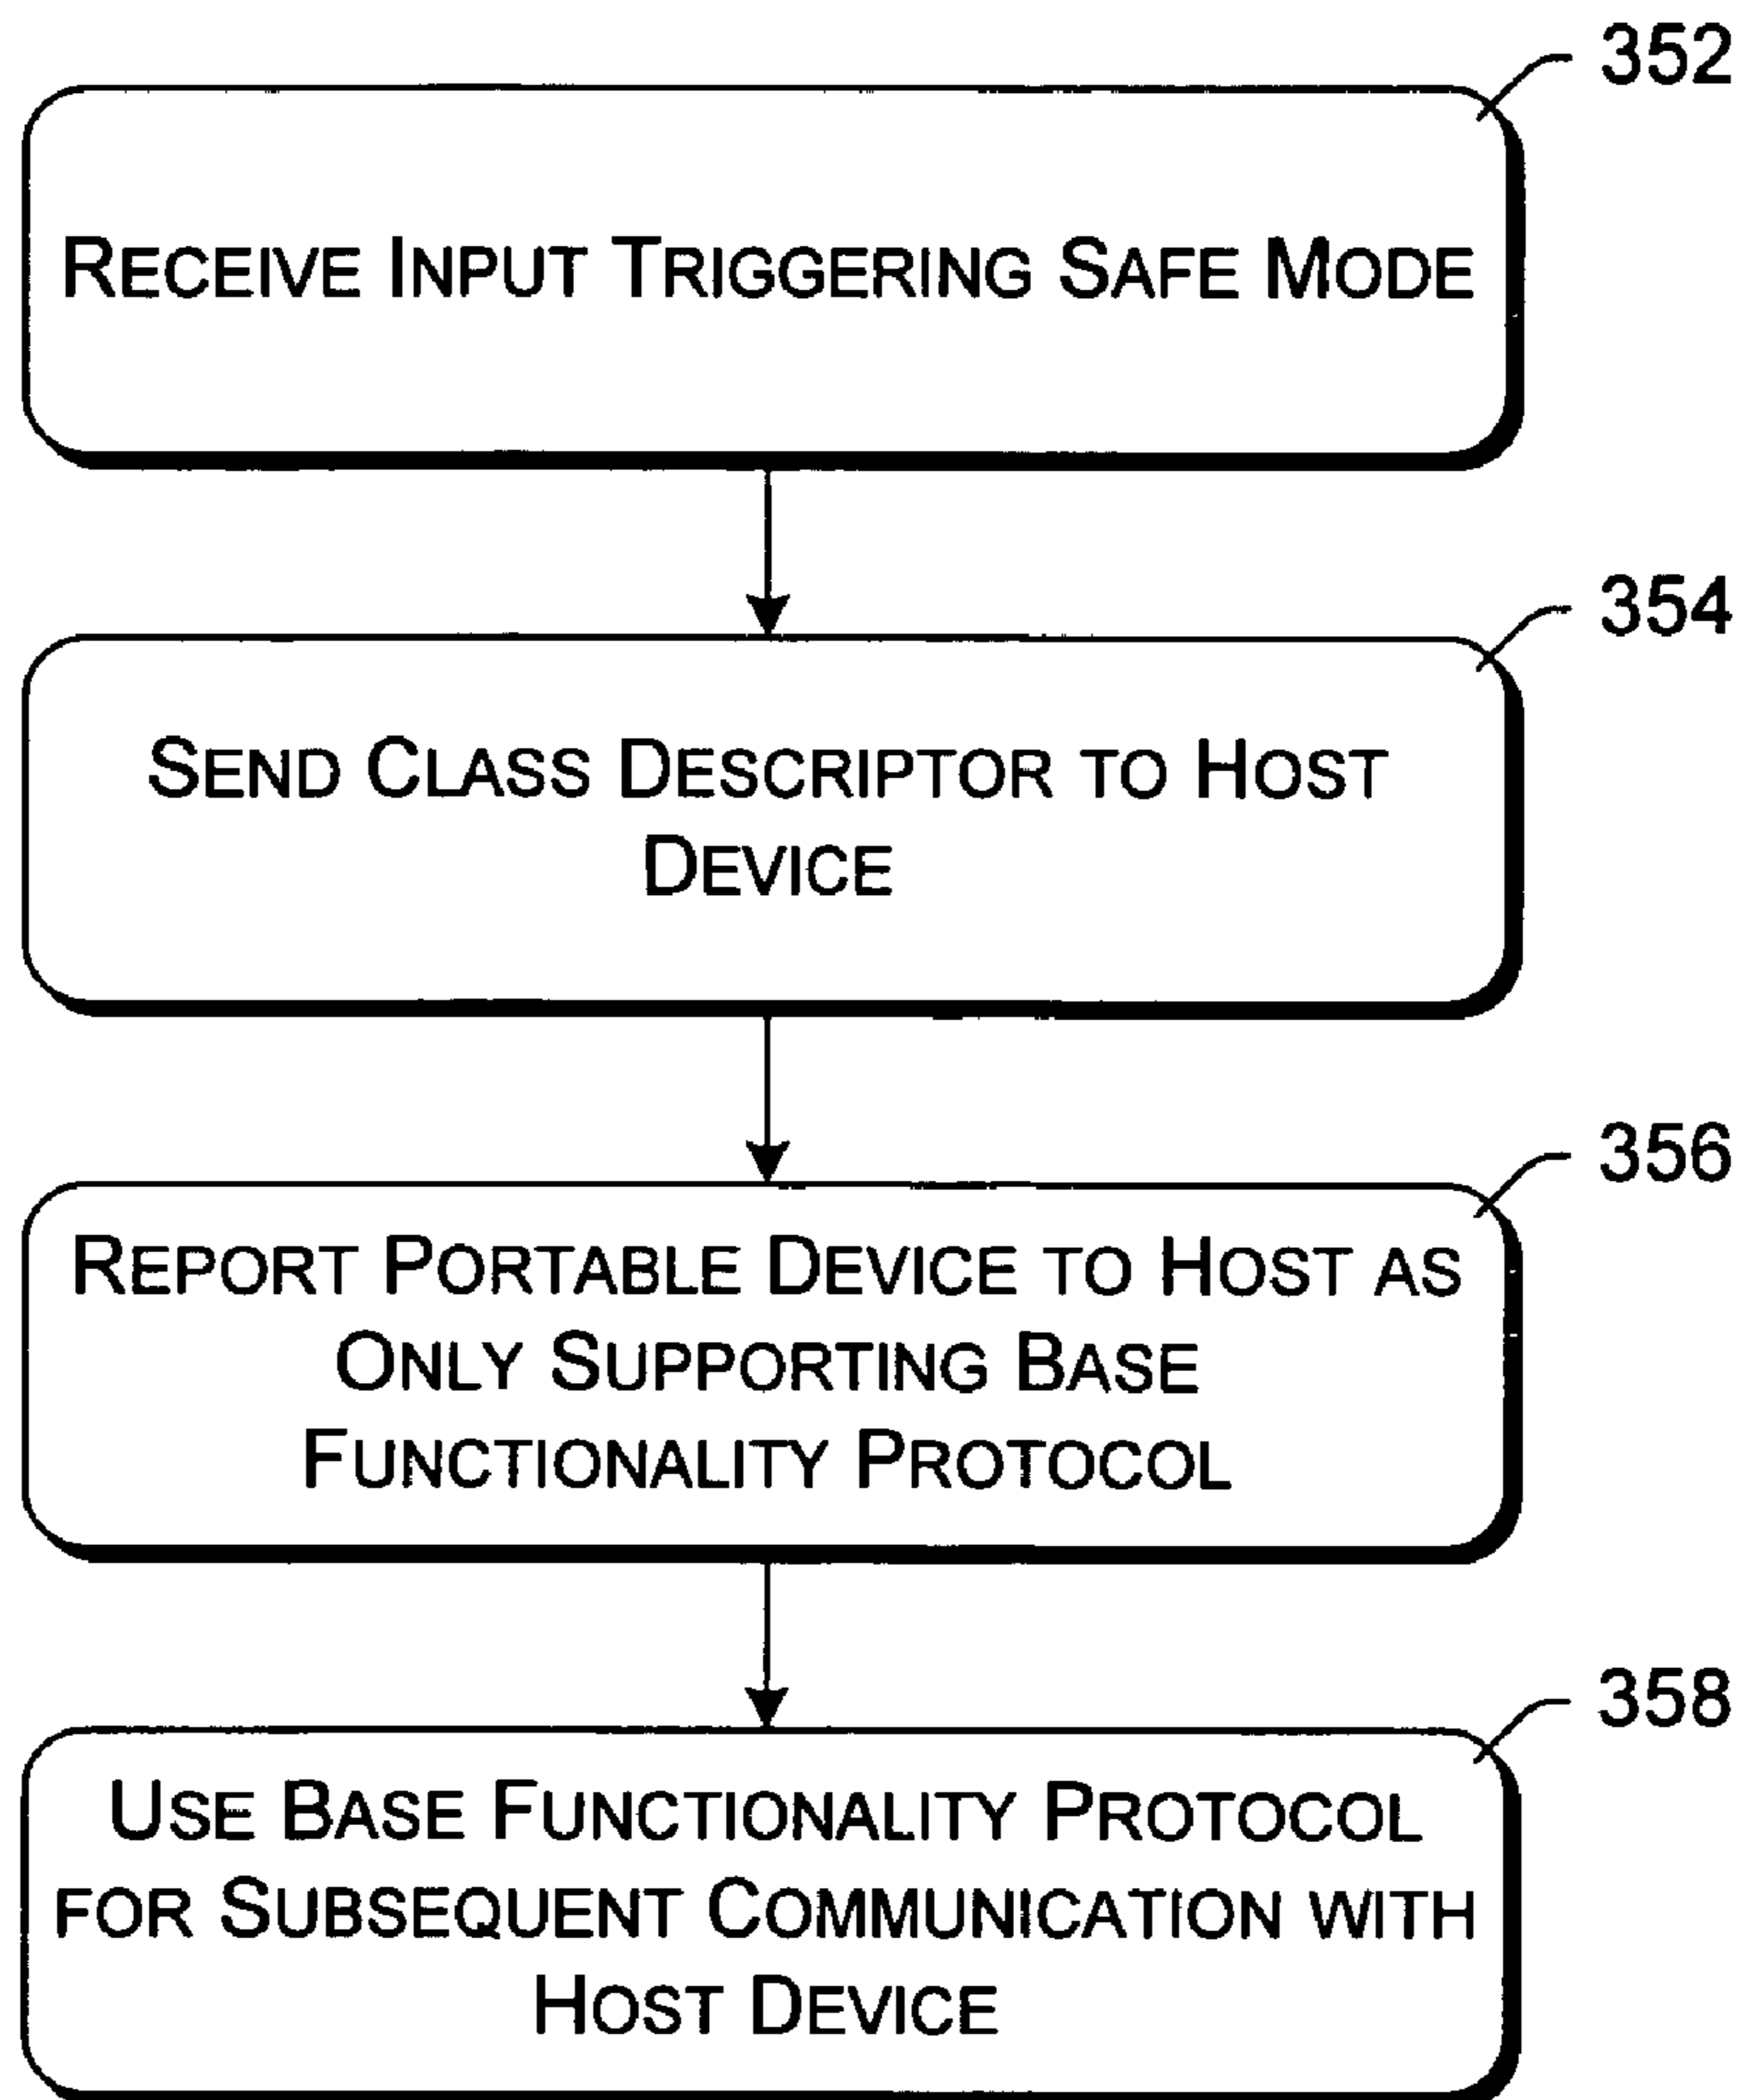 352
RECEIVE INPUT TRIGGERING SAFE MODE
354
SEND CLASS DESCRIPTOR TO HOST
DEVICE
356
REPORT PORTABLE DEVICE TO HOST AS
ONLY SUPPORTING BASE
FUNCTIONALITY PROTOCOL
358
USE BASE FUNCTIONALITY PROTOCOL
FOR SUBSEQUENT COMMUNICATION WITH
HOST DEVICE